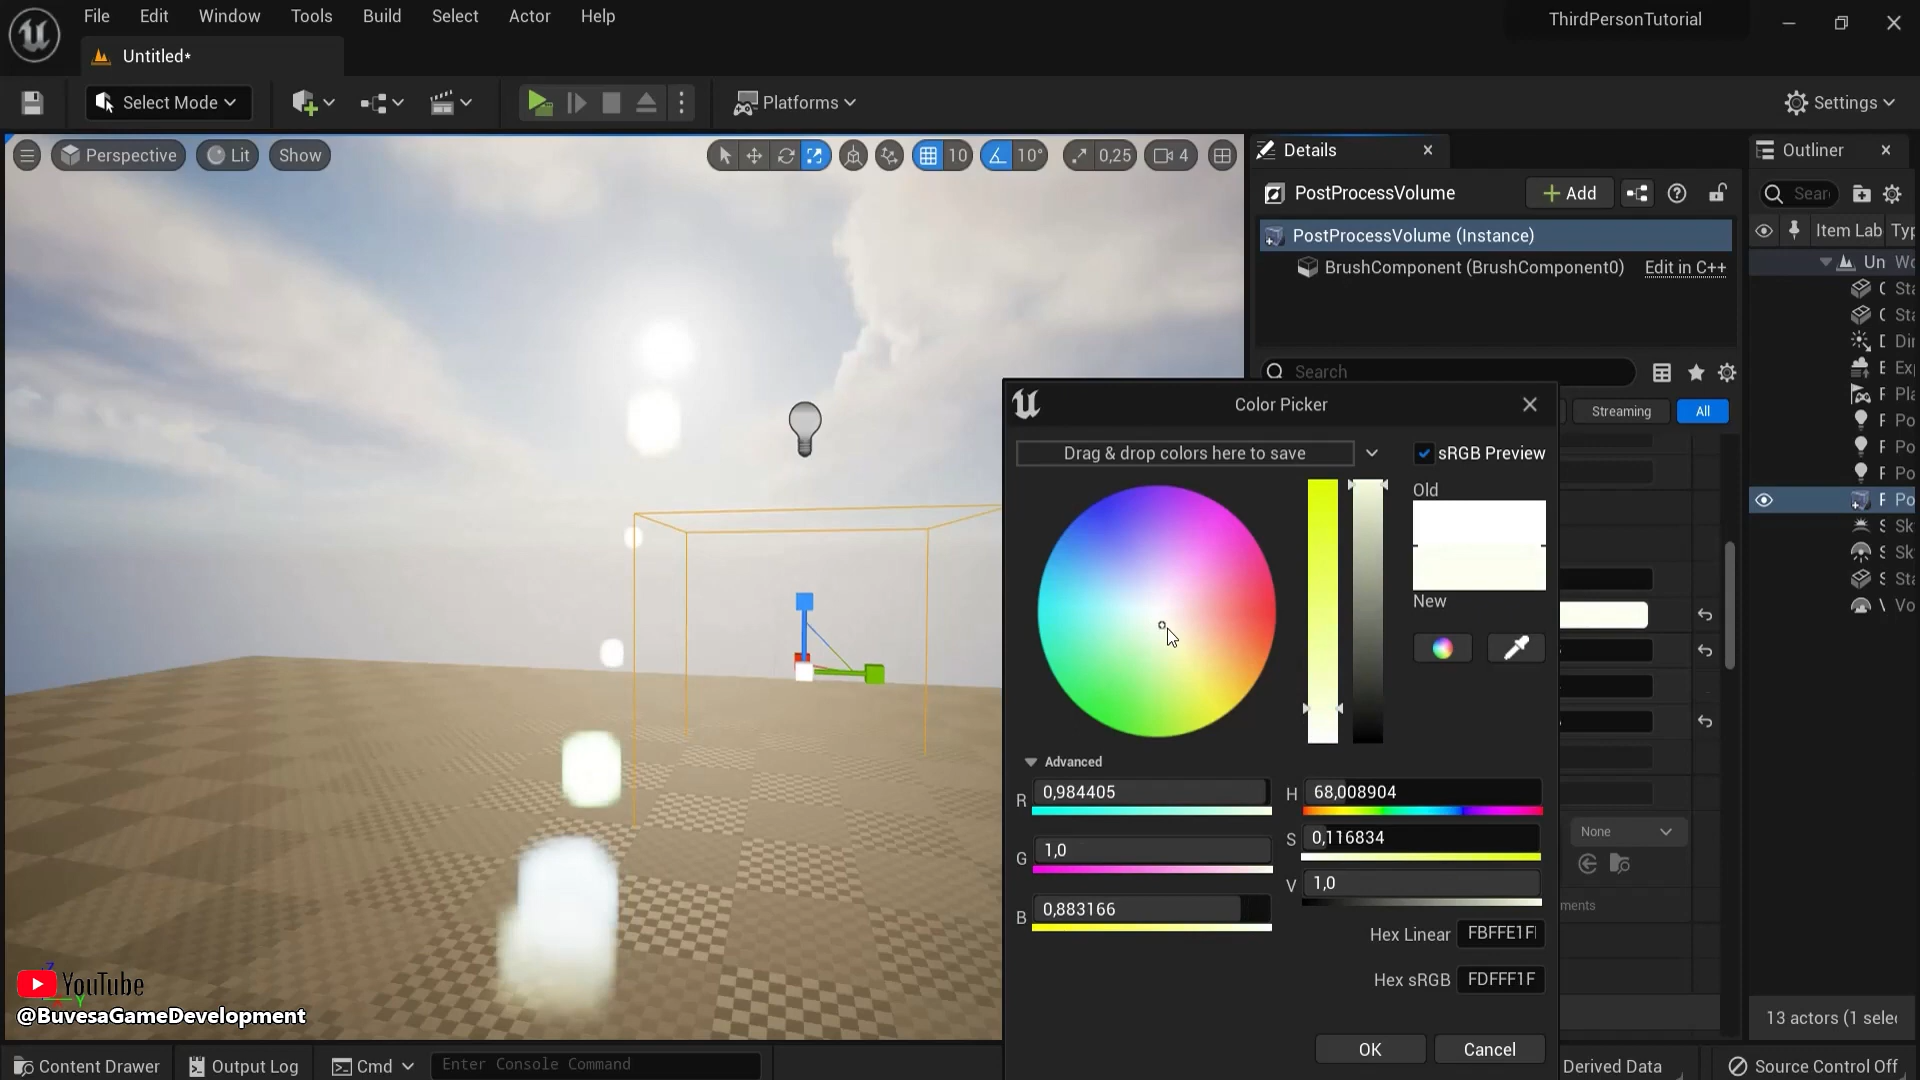 File Edit Window Tools Build Select Actor Help
ThirdPersonTutorial
Untitled*
Select Mode
Platforms
Settings
Perspective
Lit
Show
10
10°
0,25
4
Details
Outliner
PostProcessVolume
Add
PostProcessVolume (Instance)
BrushComponent (BrushComponent0)
Edit in C++
Item Lab
Un
Search
Streaming
All
Color Picker
Drag & drop colors here to save
sRGB Preview
Old
New
Advanced
R 0,984405
H 68,008904
G 1,0
S 0,116834
V 1,0
B 0,883166
Hex Linear FBFFE1F
Hex sRGB FDFFF1F
OK
Cancel
None
YouTube
@BuvesaGameDevelopment
13 actors (1 sele
Content Drawer
Output Log
Cmd
Enter Console Command
Derived Data
Source Control Off